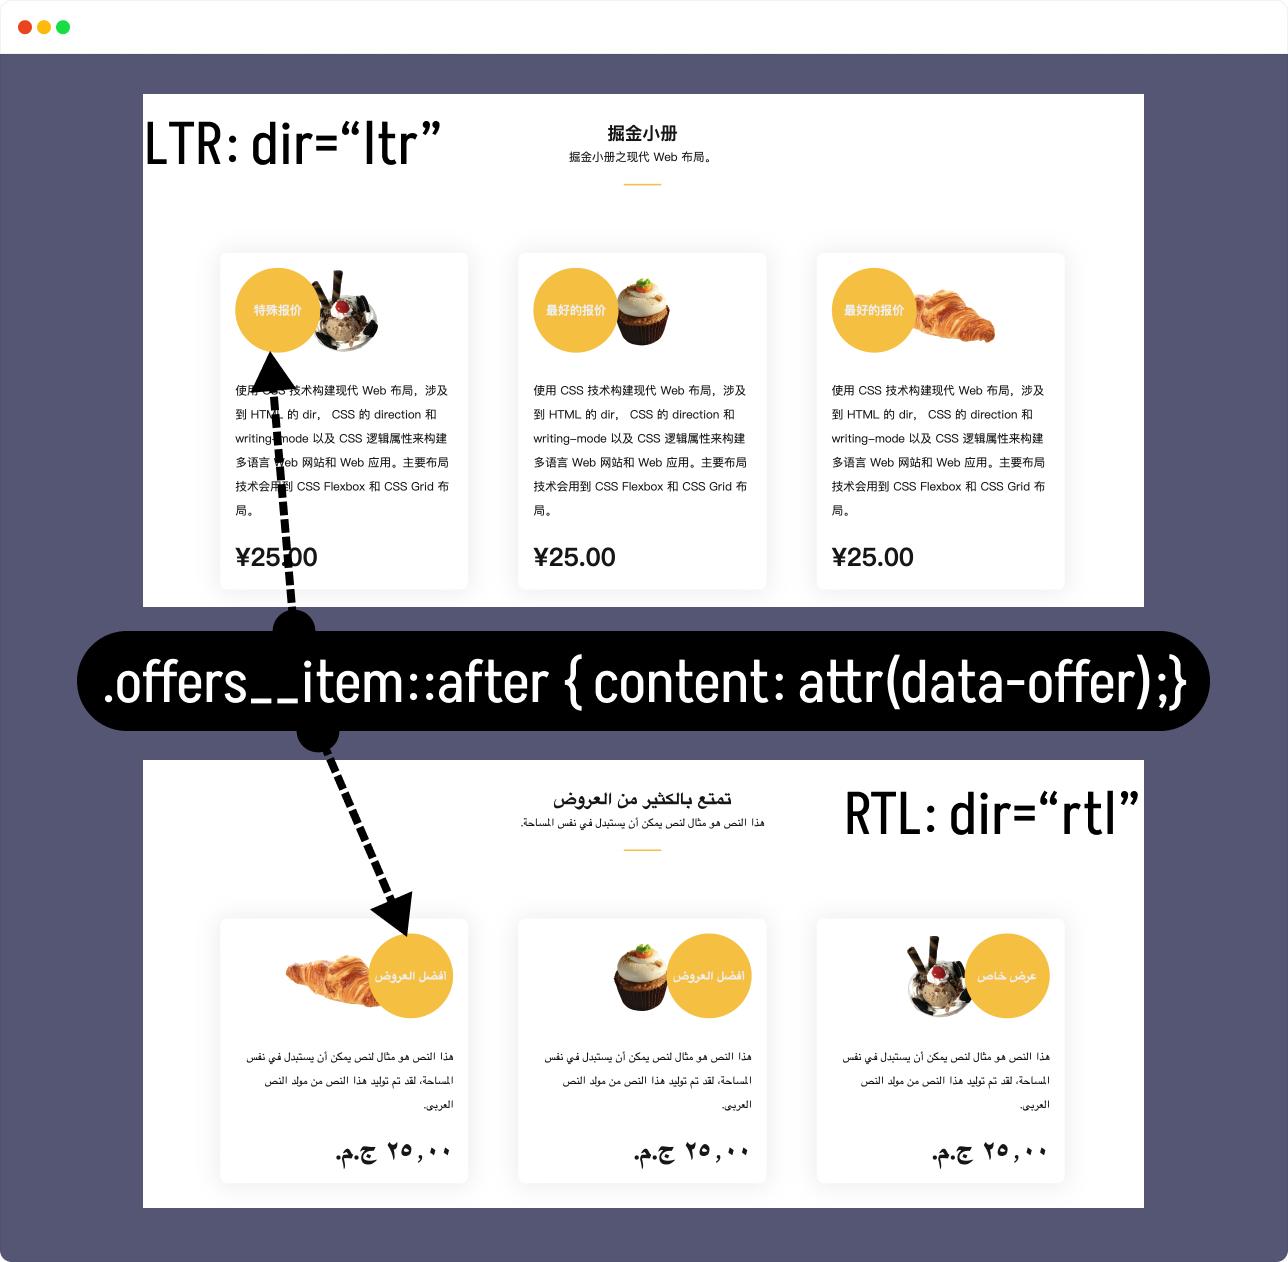 LTR: dir=“ltr”
掘金小册
掘金小册之现代 Web 布局。
特殊报价
使用 CSS 技术构建现代 Web 布局，涉及
到 HTML 的 dir， CSS 的 direction 和
writing-mode 以及 CSS 逻辑属性来构建
多语言 Web 网站和 Web 应用。主要布局
技术会用到 CSS Flexbox 和 CSS Grid 布
局。
¥25.00
最好的报价
使用 CSS 技术构建现代 Web 布局，涉及
到 HTML 的 dir， CSS 的 direction 和
writing-mode 以及 CSS 逻辑属性来构建
多语言 Web 网站和 Web 应用。主要布局
技术会用到 CSS Flexbox 和 CSS Grid 布
局。
¥25.00
最好的报价
使用 CSS 技术构建现代 Web 布局，涉及
到 HTML 的 dir， CSS 的 direction 和
writing-mode 以及 CSS 逻辑属性来构建
多语言 Web 网站和 Web 应用。主要布局
技术会用到 CSS Flexbox 和 CSS Grid 布
局。
¥25.00
.offers__item::after { content: attr(data-offer);}
RTL: dir=“rtl”
تمتع بالكثير من العروض
هذا النص هو مثال لنص يمكن أن يستبدل في نفس المساحة.
عرض خاص
هذا النص هو مثال لنص يمكن أن يستبدل في نفس
المساحة، لقد تم توليد هذا النص من مولد النص
العربى.
٢٥,٠٠ ج.م.
افضل العروض
هذا النص هو مثال لنص يمكن أن يستبدل في نفس
المساحة، لقد تم توليد هذا النص من مولد النص
العربى.
٢٥,٠٠ ج.م.
افضل العروض
هذا النص هو مثال لنص يمكن أن يستبدل في نفس
المساحة، لقد تم توليد هذا النص من مولد النص
العربى.
٢٥,٠٠ ج.م.